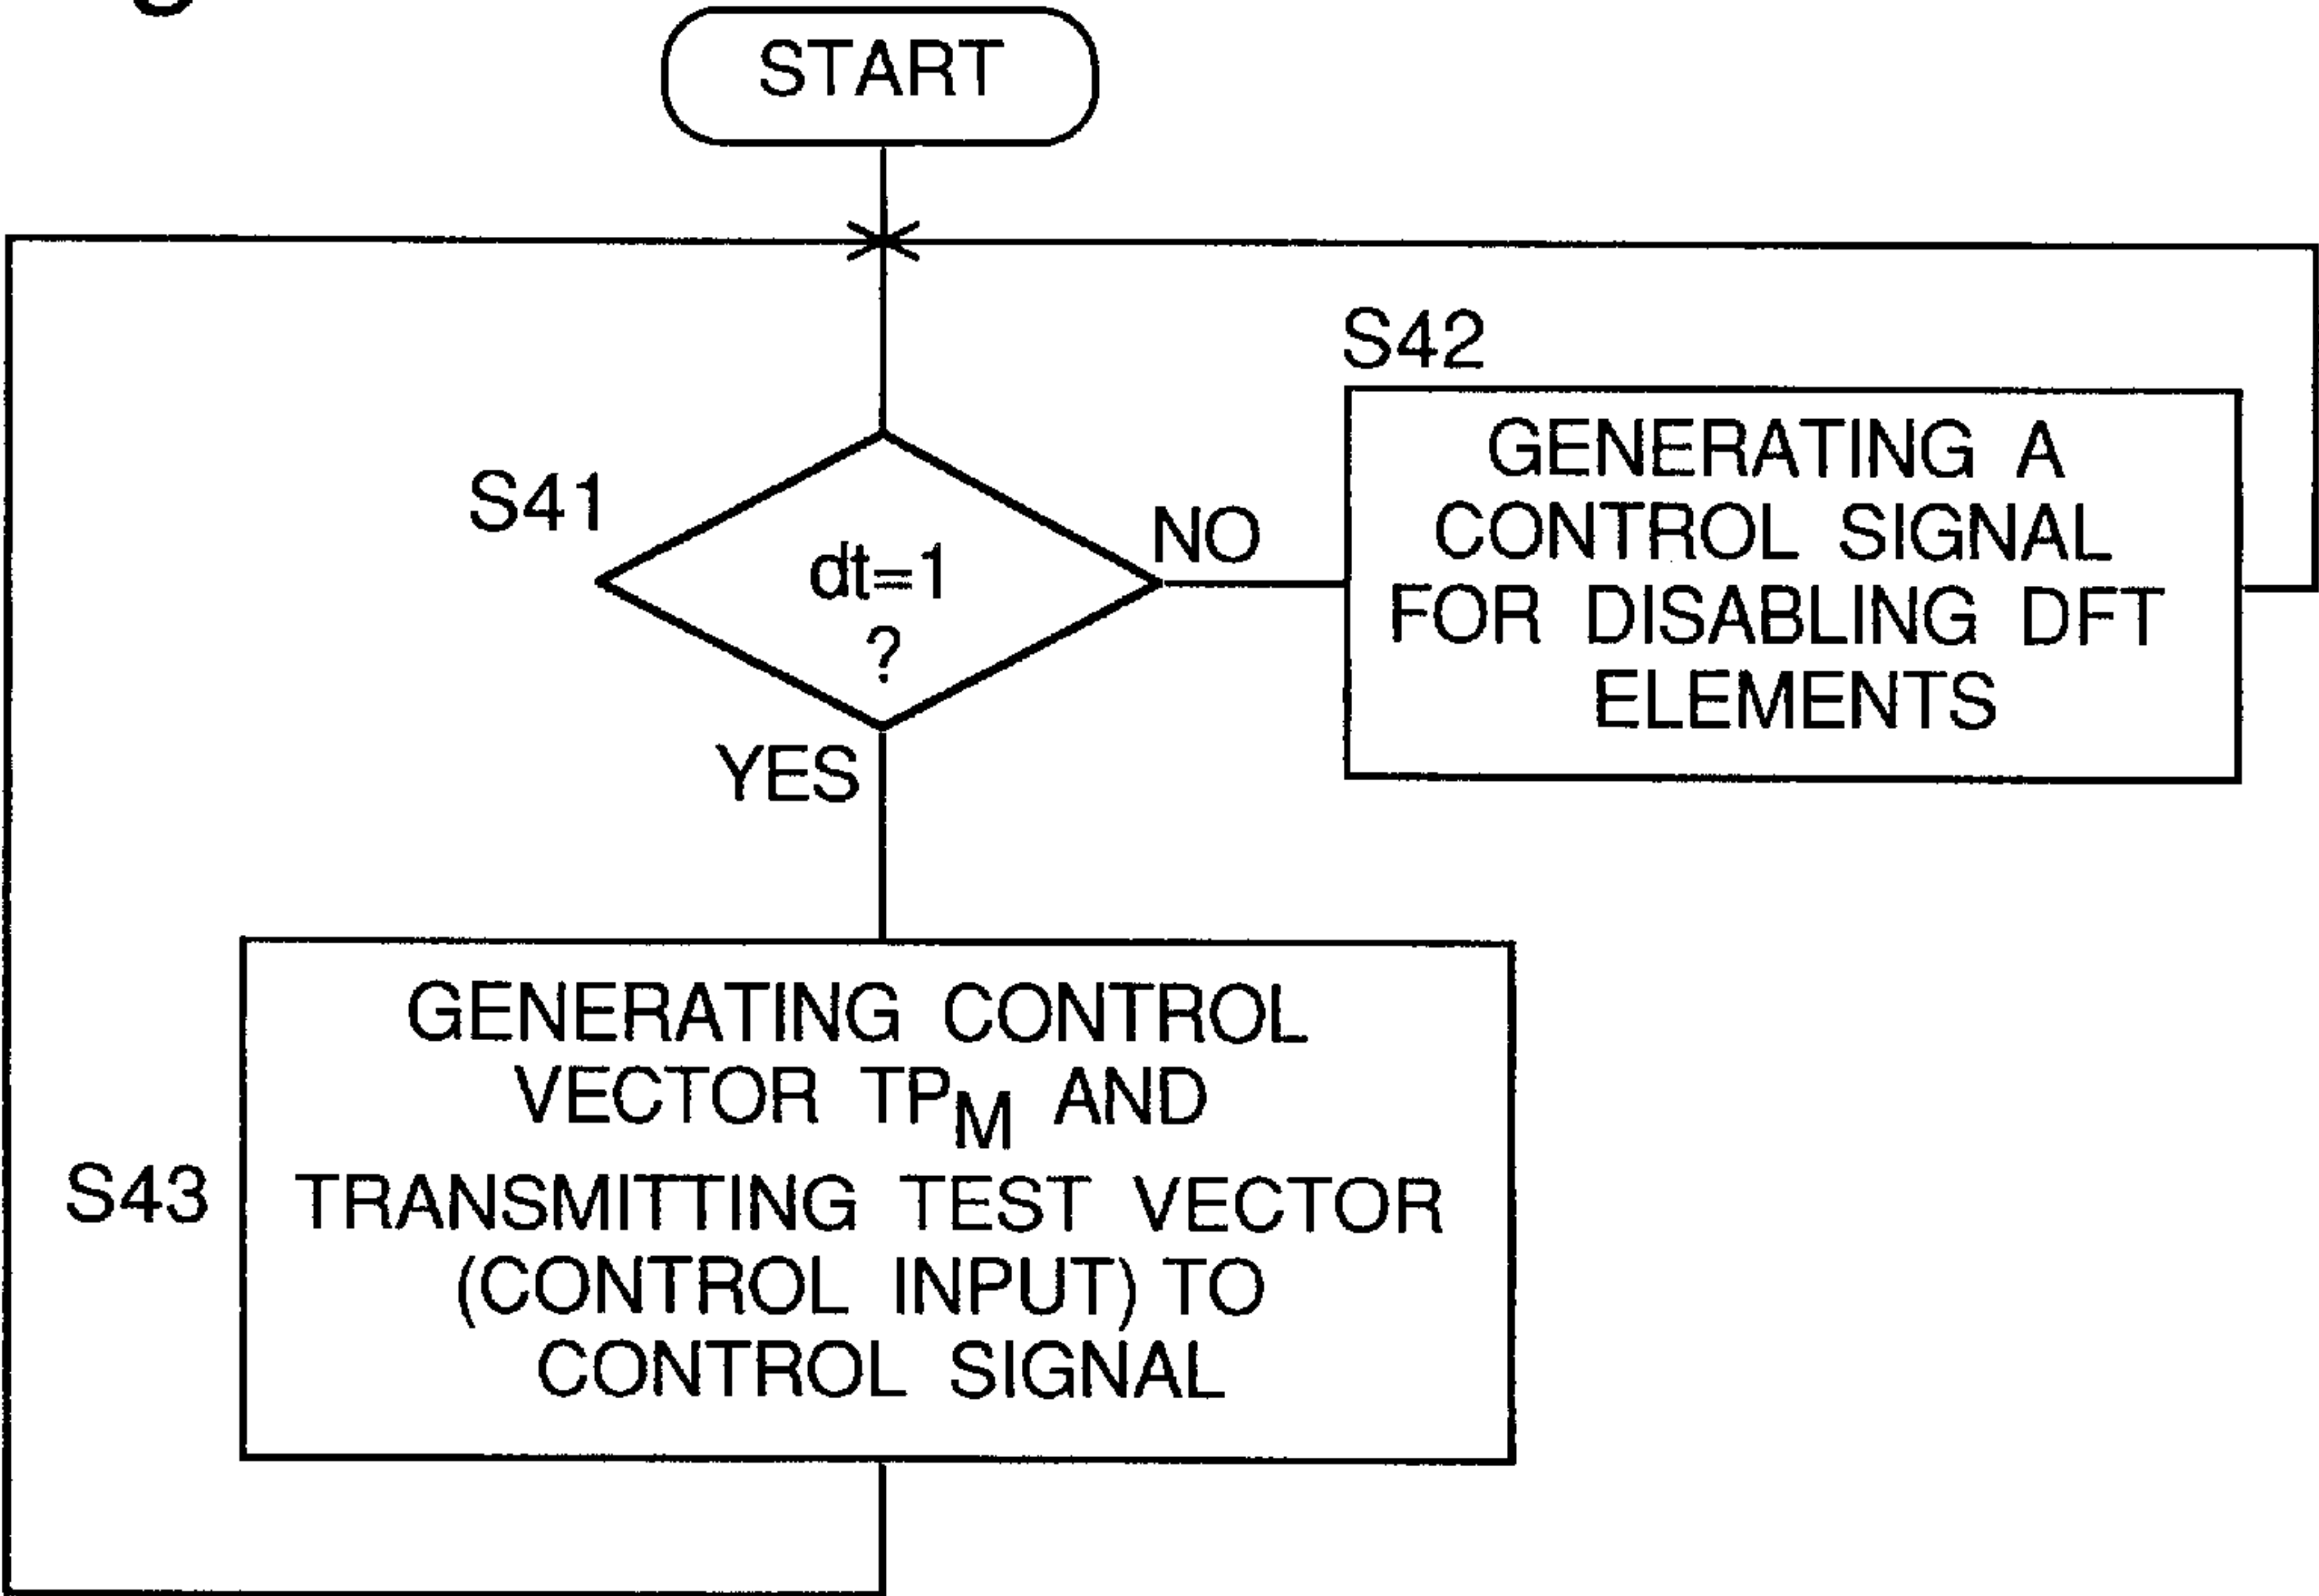 START
S42
GENERATING A
CONTROL SIGNAL
FOR DISABLING DFT
ELEMENTS
S41
dt=1
?
NO
YES
S43
GENERATING CONTROL
VECTOR TPM AND
TRANSMITTING TEST VECTOR
(CONTROL INPUT) TO
CONTROL SIGNAL